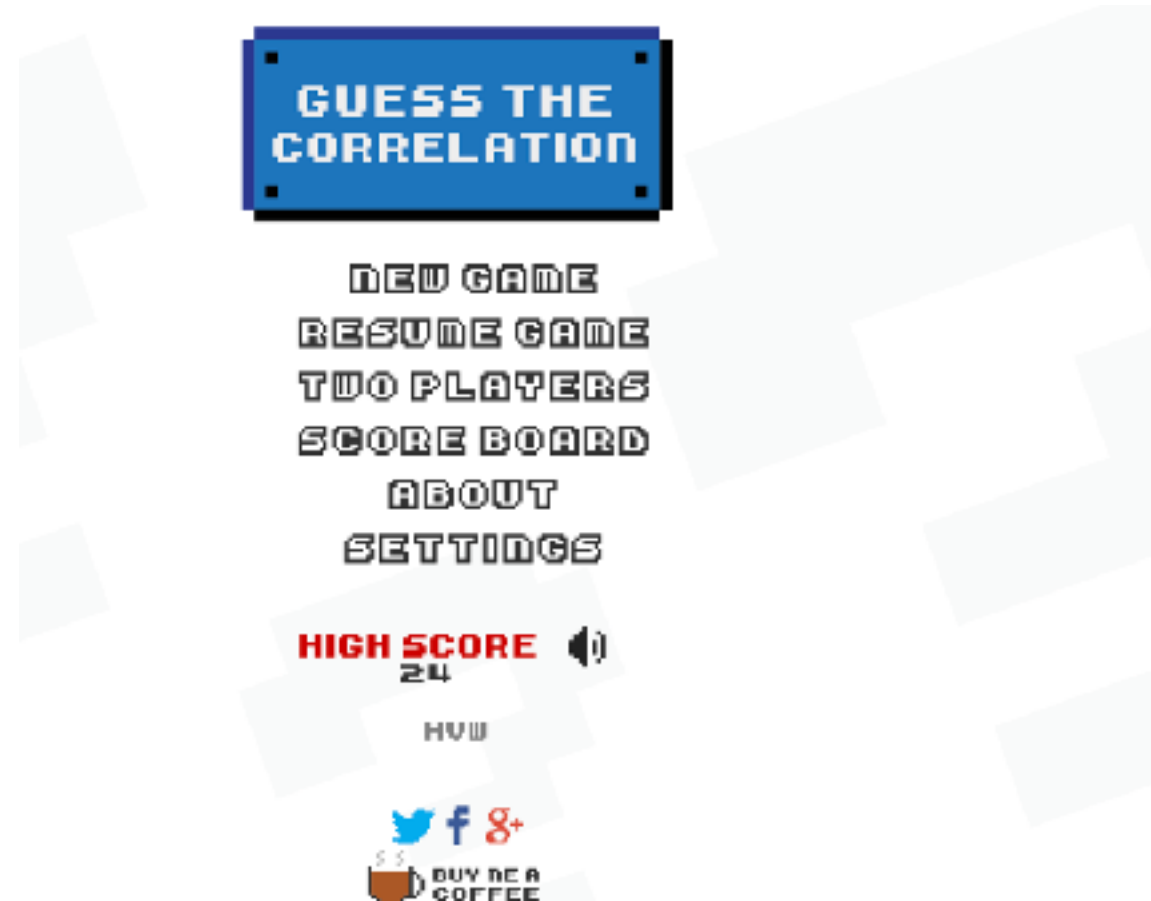 GUESS THE
CORRELATION
NEW GAME
RESUME GAME
TWO PLAYERS
SCORE BOARD
ABOUT
SETTINGS
HIGH SCORE
24
HVW
BUY ME A
COFFEE